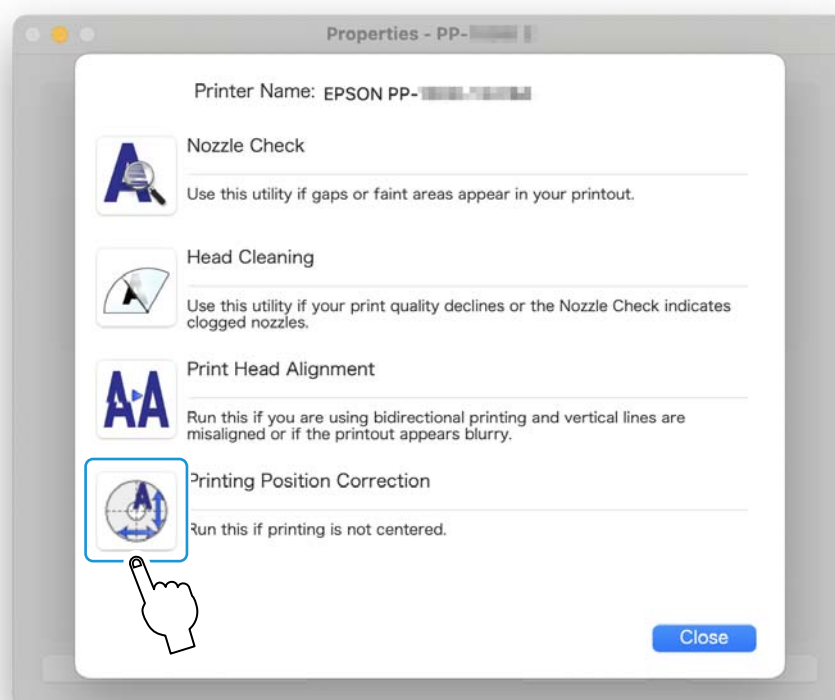 Properties - PP-
Printer Name: EPSON PP-
Nozzle Check
Use this utility if gaps or faint areas appear in your printout.
Head Cleaning
Use this utility if your print quality declines or the Nozzle Check indicates
clogged nozzles.
Print Head Alignment
Run this if you are using bidirectional printing and vertical lines are
misaligned or if the printout appears blurry.
Printing Position Correction
Run this if printing is not centered.
Close